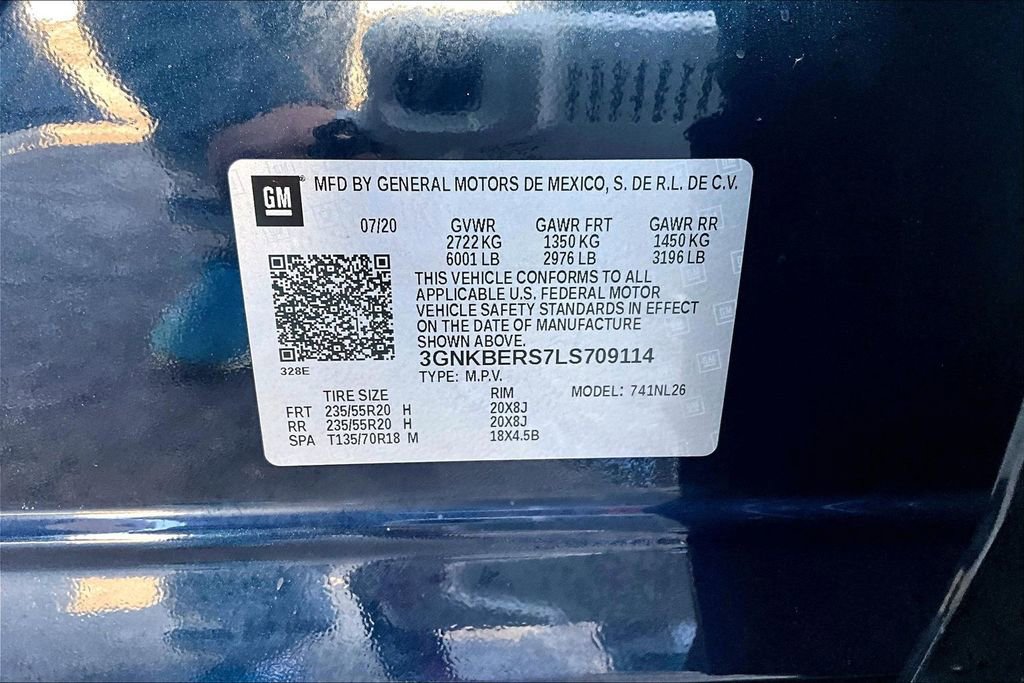 GM MFD BY GENERAL MOTORS DE MEXICO, S. DE R.L. DE C.V.
07/20 GVWR GAWR FRT GAWR RR
2722 KG 1350 KG 1450 KG
6001 LB 2976 LB 3196 LB
THIS VEHICLE CONFORMS TO ALL
APPLICABLE U.S. FEDERAL MOTOR
VEHICLE SAFETY STANDARDS IN EFFECT
ON THE DATE OF MANUFACTURE
SHOWN ABOVE.
3GNKBERS7LS709114
328E
TYPE: M.P.V.
TIRE SIZE RIM MODEL: 741NL26
FRT 235/55R20 H 20X8J
RR 235/55R20 H 20X8J
SPA T135/70R18 M 18X4.5B